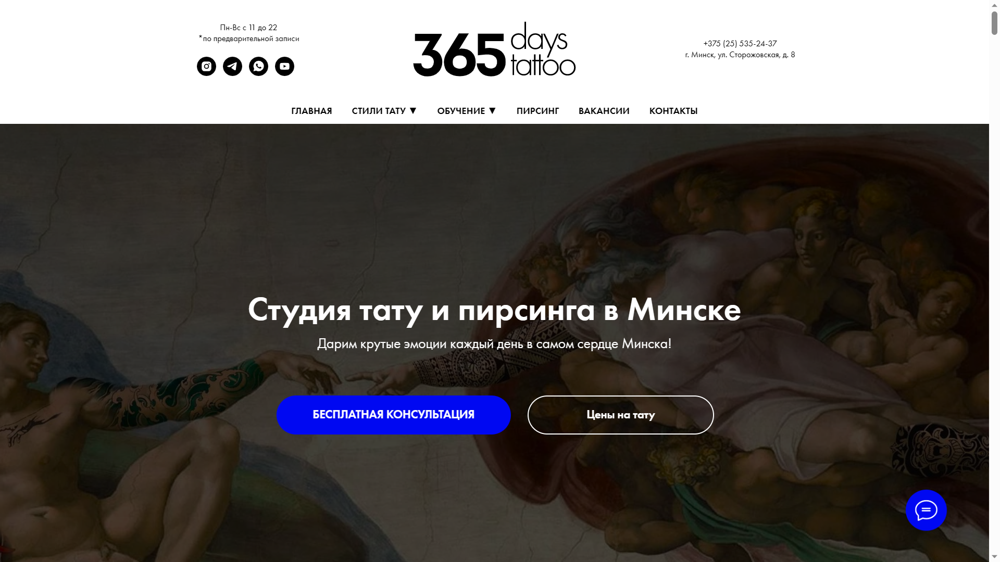 Пн-Вс с 11 до 22
*по предварительной записи
365 days tattoo
+375 (25) 535-24-37
г. Минск, ул. Сторожовская, д. 8
ГЛАВНАЯ СТИЛИ ТАТУ ▼ ОБУЧЕНИЕ ▼ ПИРСИНГ ВАКАНСИИ КОНТАКТЫ
Студия тату и пирсинга в Минске
Дарим крутые эмоции каждый день в самом сердце Минска!
БЕСПЛАТНАЯ КОНСУЛЬТАЦИЯ Цены на тату